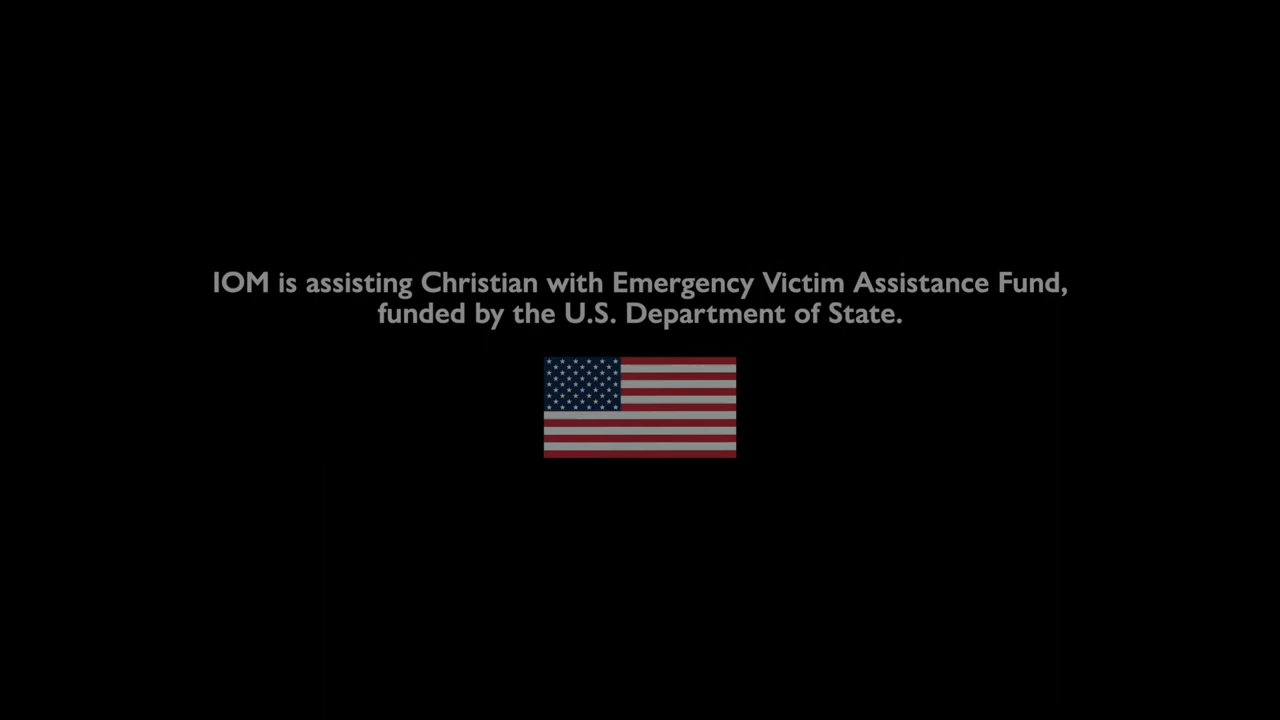 IOM is assisting Christian with Emergency Victim Assistance Fund,
funded by the U.S. Department of State.